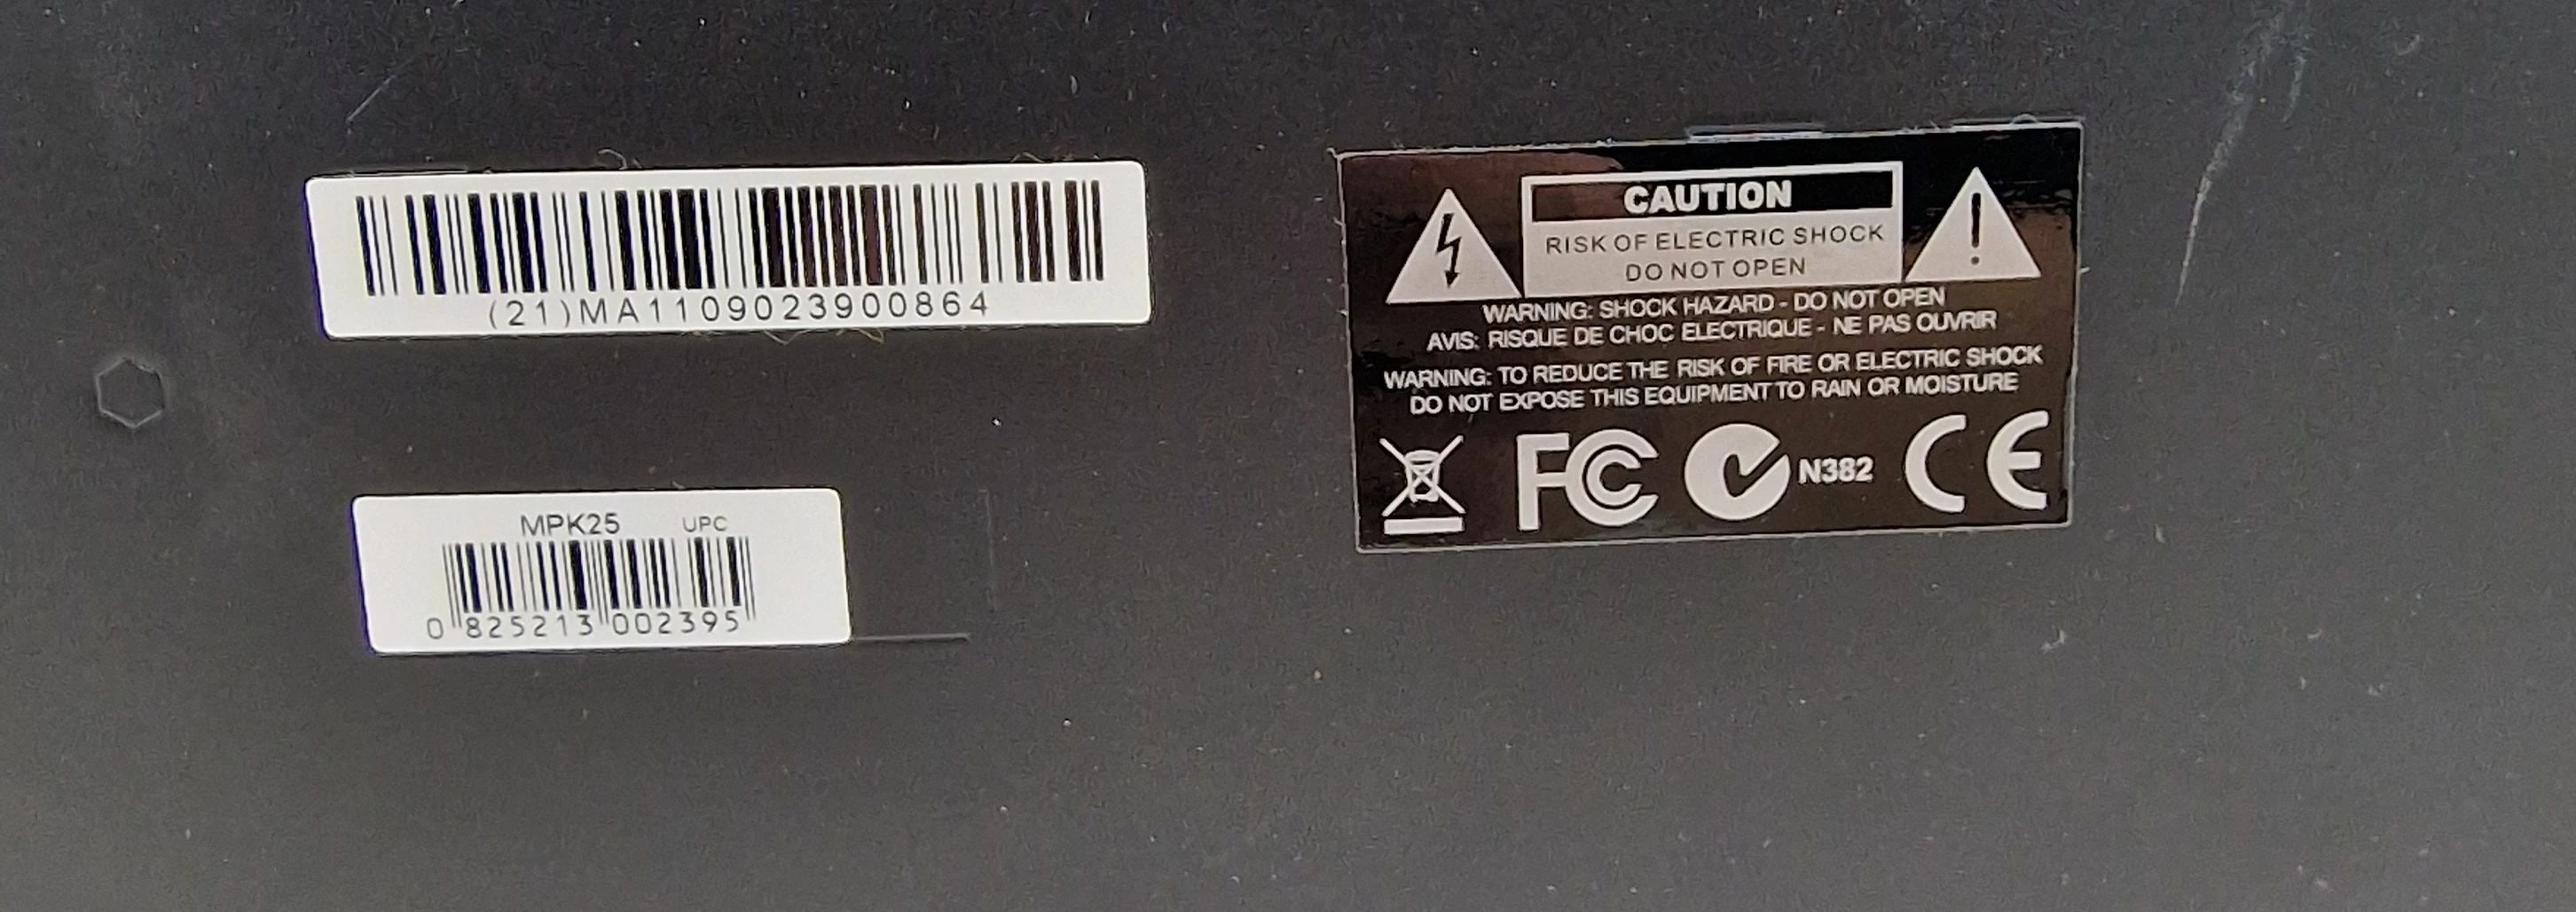 (21)MA1109023900864
MPK25 UPC
0 825213 002395
CAUTION
RISK OF ELECTRIC SHOCK
DO NOT OPEN
WARNING: SHOCK HAZARD - DO NOT OPEN
AVIS: RISQUE DE CHOC ELECTRIQUE - NE PAS OUVRIR
WARNING: TO REDUCE THE RISK OF FIRE OR ELECTRIC SHOCK
DO NOT EXPOSE THIS EQUIPMENT TO RAIN OR MOISTURE
FC N382 CE